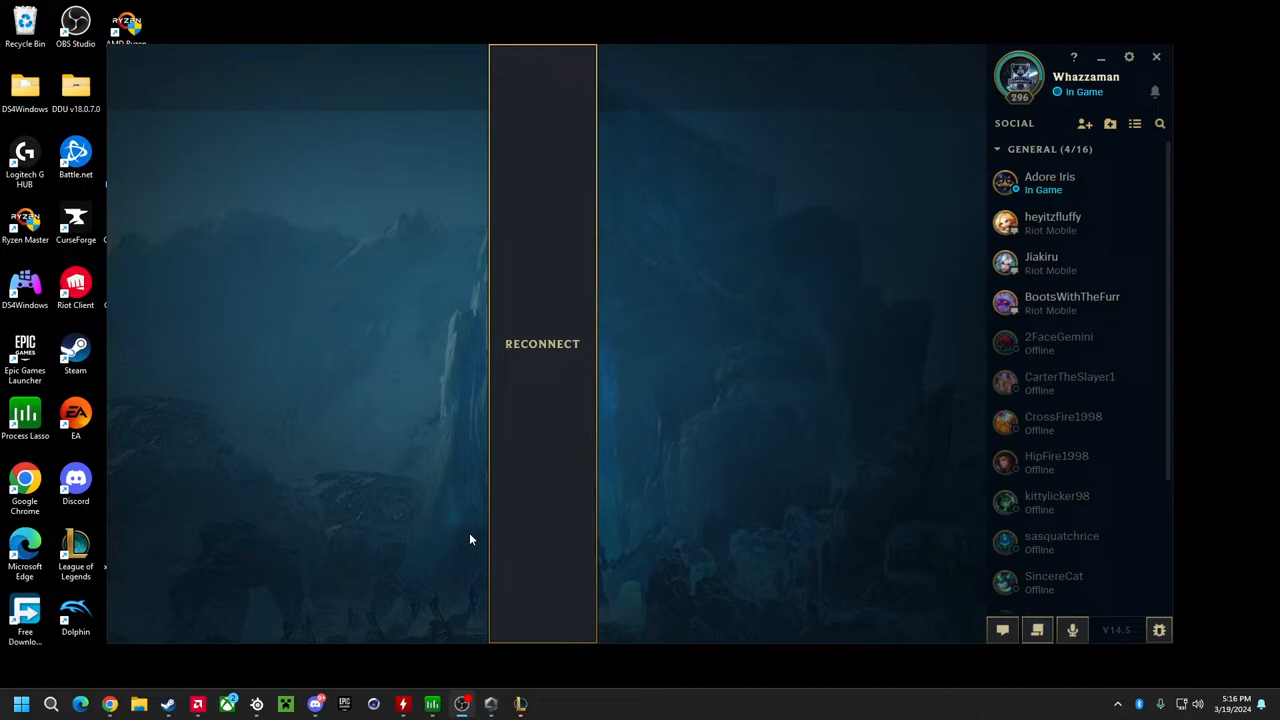 Recycle Bin
OBS Studio
AMD Ryzen
DS4Windows
DDU v18.0.7.0
Logitech G
HUB
Battle.net
Ryzen Master
CurseForge
DS4Windows
Riot Client
Epic Games
Launcher
Steam
Process Lasso
EA
Google
Chrome
Discord
Microsoft
Edge
League of
Legends
Free
Downlo...
Dolphin
RECONNECT
?
296
Whazzaman
In Game
SOCIAL
GENERAL (4/16)
Adore Iris
In Game
heyitzfluffy
Riot Mobile
Jiakiru
Riot Mobile
BootsWithTheFurr
Riot Mobile
2FaceGemini
Offline
CarterTheSlayer1
Offline
CrossFire1998
Offline
HipFire1998
Offline
kittylicker98
Offline
sasquatchrice
Offline
SincereCat
Offline
V14.5
5:16 PM
3/19/2024